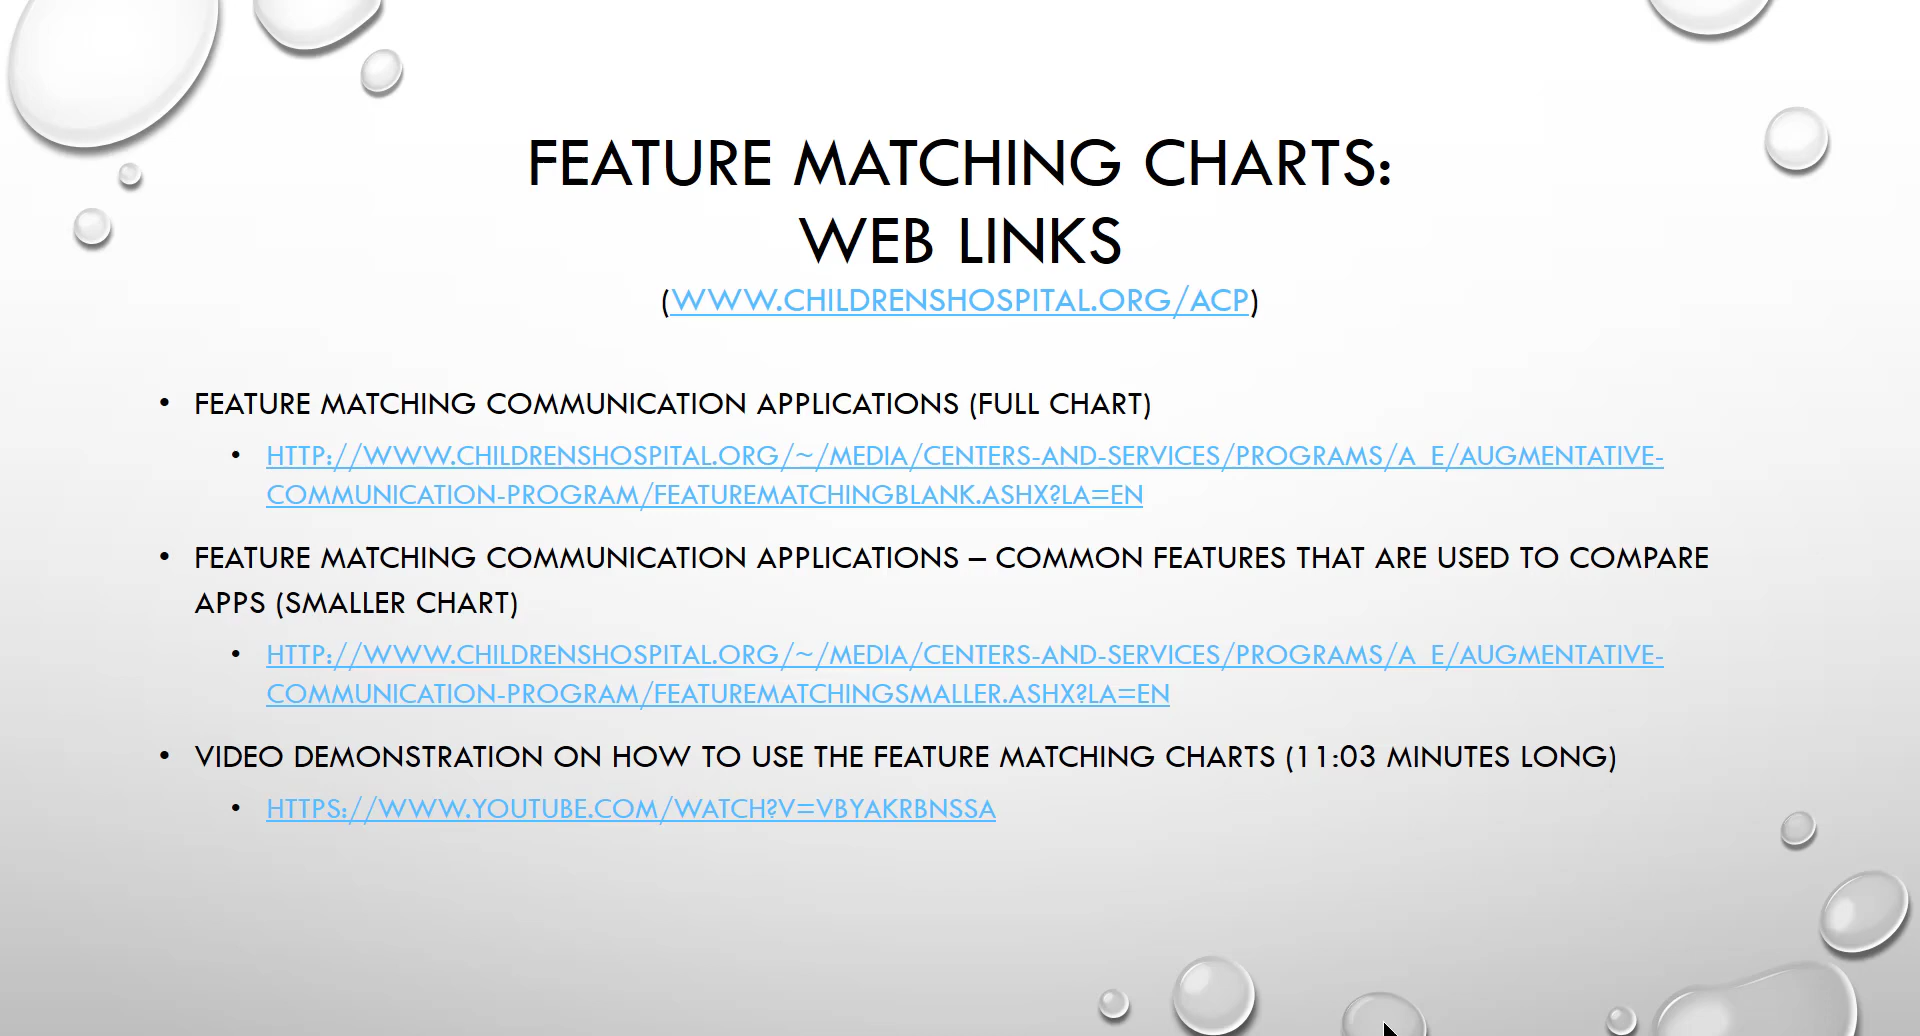 FEATURE MATCHING CHARTS:
WEB LINKS
(WWW.CHILDRENSHOSPITAL.ORG/ACP)
• FEATURE MATCHING COMMUNICATION APPLICATIONS (FULL CHART)
• HTTP://WWW.CHILDRENSHOSPITAL.ORG/~/MEDIA/CENTERS-AND-SERVICES/PROGRAMS/A_E/AUGMENTATIVE-
COMMUNICATION-PROGRAM/FEATUREMATCHINGBLANK.ASHX?LA=EN
• FEATURE MATCHING COMMUNICATION APPLICATIONS – COMMON FEATURES THAT ARE USED TO COMPARE
APPS (SMALLER CHART)
• HTTP://WWW.CHILDRENSHOSPITAL.ORG/~/MEDIA/CENTERS-AND-SERVICES/PROGRAMS/A_E/AUGMENTATIVE-
COMMUNICATION-PROGRAM/FEATUREMATCHINGSMALLER.ASHX?LA=EN
• VIDEO DEMONSTRATION ON HOW TO USE THE FEATURE MATCHING CHARTS (11:03 MINUTES LONG)
• HTTPS://WWW.YOUTUBE.COM/WATCH?V=VBYAKRBNSSA